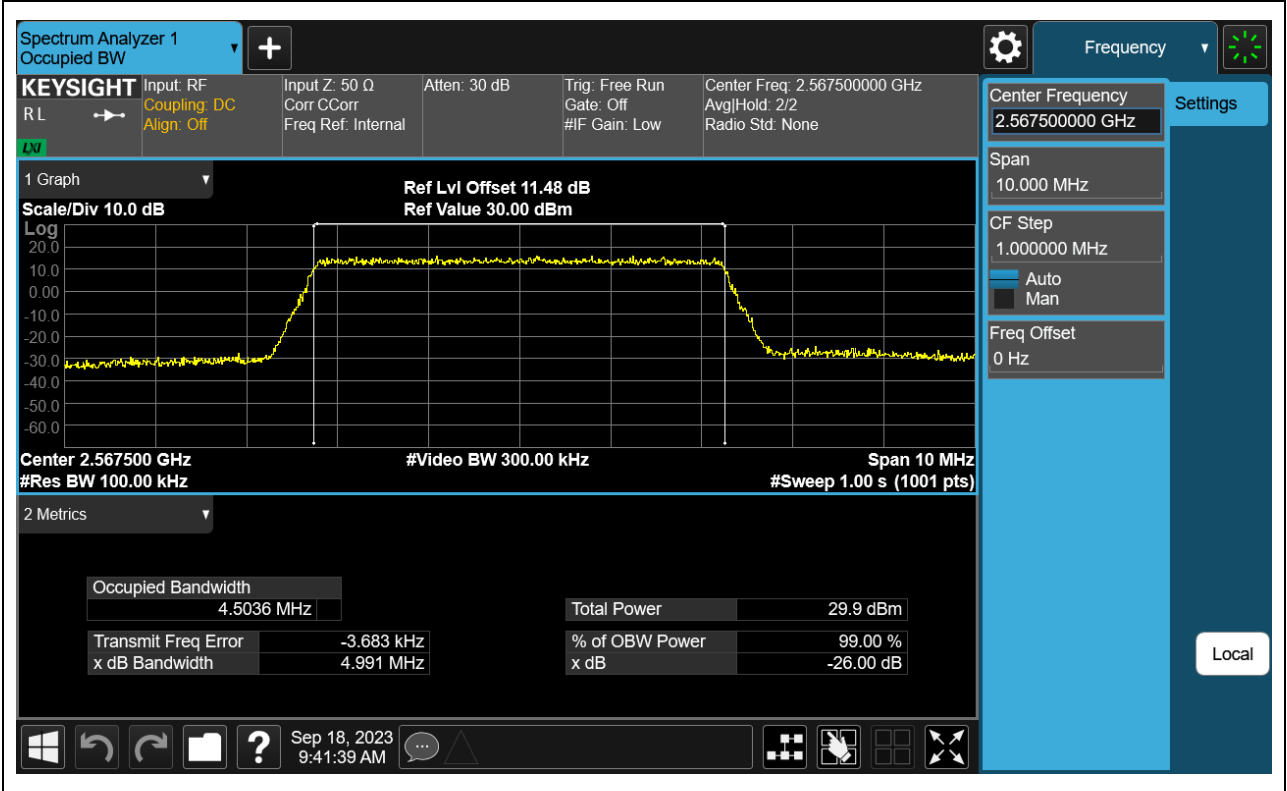 Spectrum Analyzer 1
Occupied BW
Frequency
KEYSIGHT
R L
LXI
Input: RF
Coupling: DC
Align: Off
Input Z: 50 Ω
Corr CCorr
Freq Ref: Internal
Atten: 30 dB
Trig: Free Run
Gate: Off
#IF Gain: Low
Center Freq: 2.567500000 GHz
Avg|Hold: 2/2
Radio Std: None
Center Frequency
2.567500000 GHz
Settings
Span
10.000 MHz
CF Step
1.000000 MHz
Auto
Man
Freq Offset
0 Hz
1 Graph
Scale/Div 10.0 dB
Ref Lvl Offset 11.48 dB
Ref Value 30.00 dBm
Log
20.0
10.0
0.00
-10.0
-20.0
-30.0
-40.0
-50.0
-60.0
Center 2.567500 GHz
#Video BW 300.00 kHz
Span 10 MHz
#Res BW 100.00 kHz
#Sweep 1.00 s (1001 pts)
2 Metrics
Occupied Bandwidth
4.5036 MHz
Total Power 29.9 dBm
Transmit Freq Error -3.683 kHz
% of OBW Power 99.00 %
x dB Bandwidth 4.991 MHz
x dB -26.00 dB
Local
?
Sep 18, 2023
9:41:39 AM